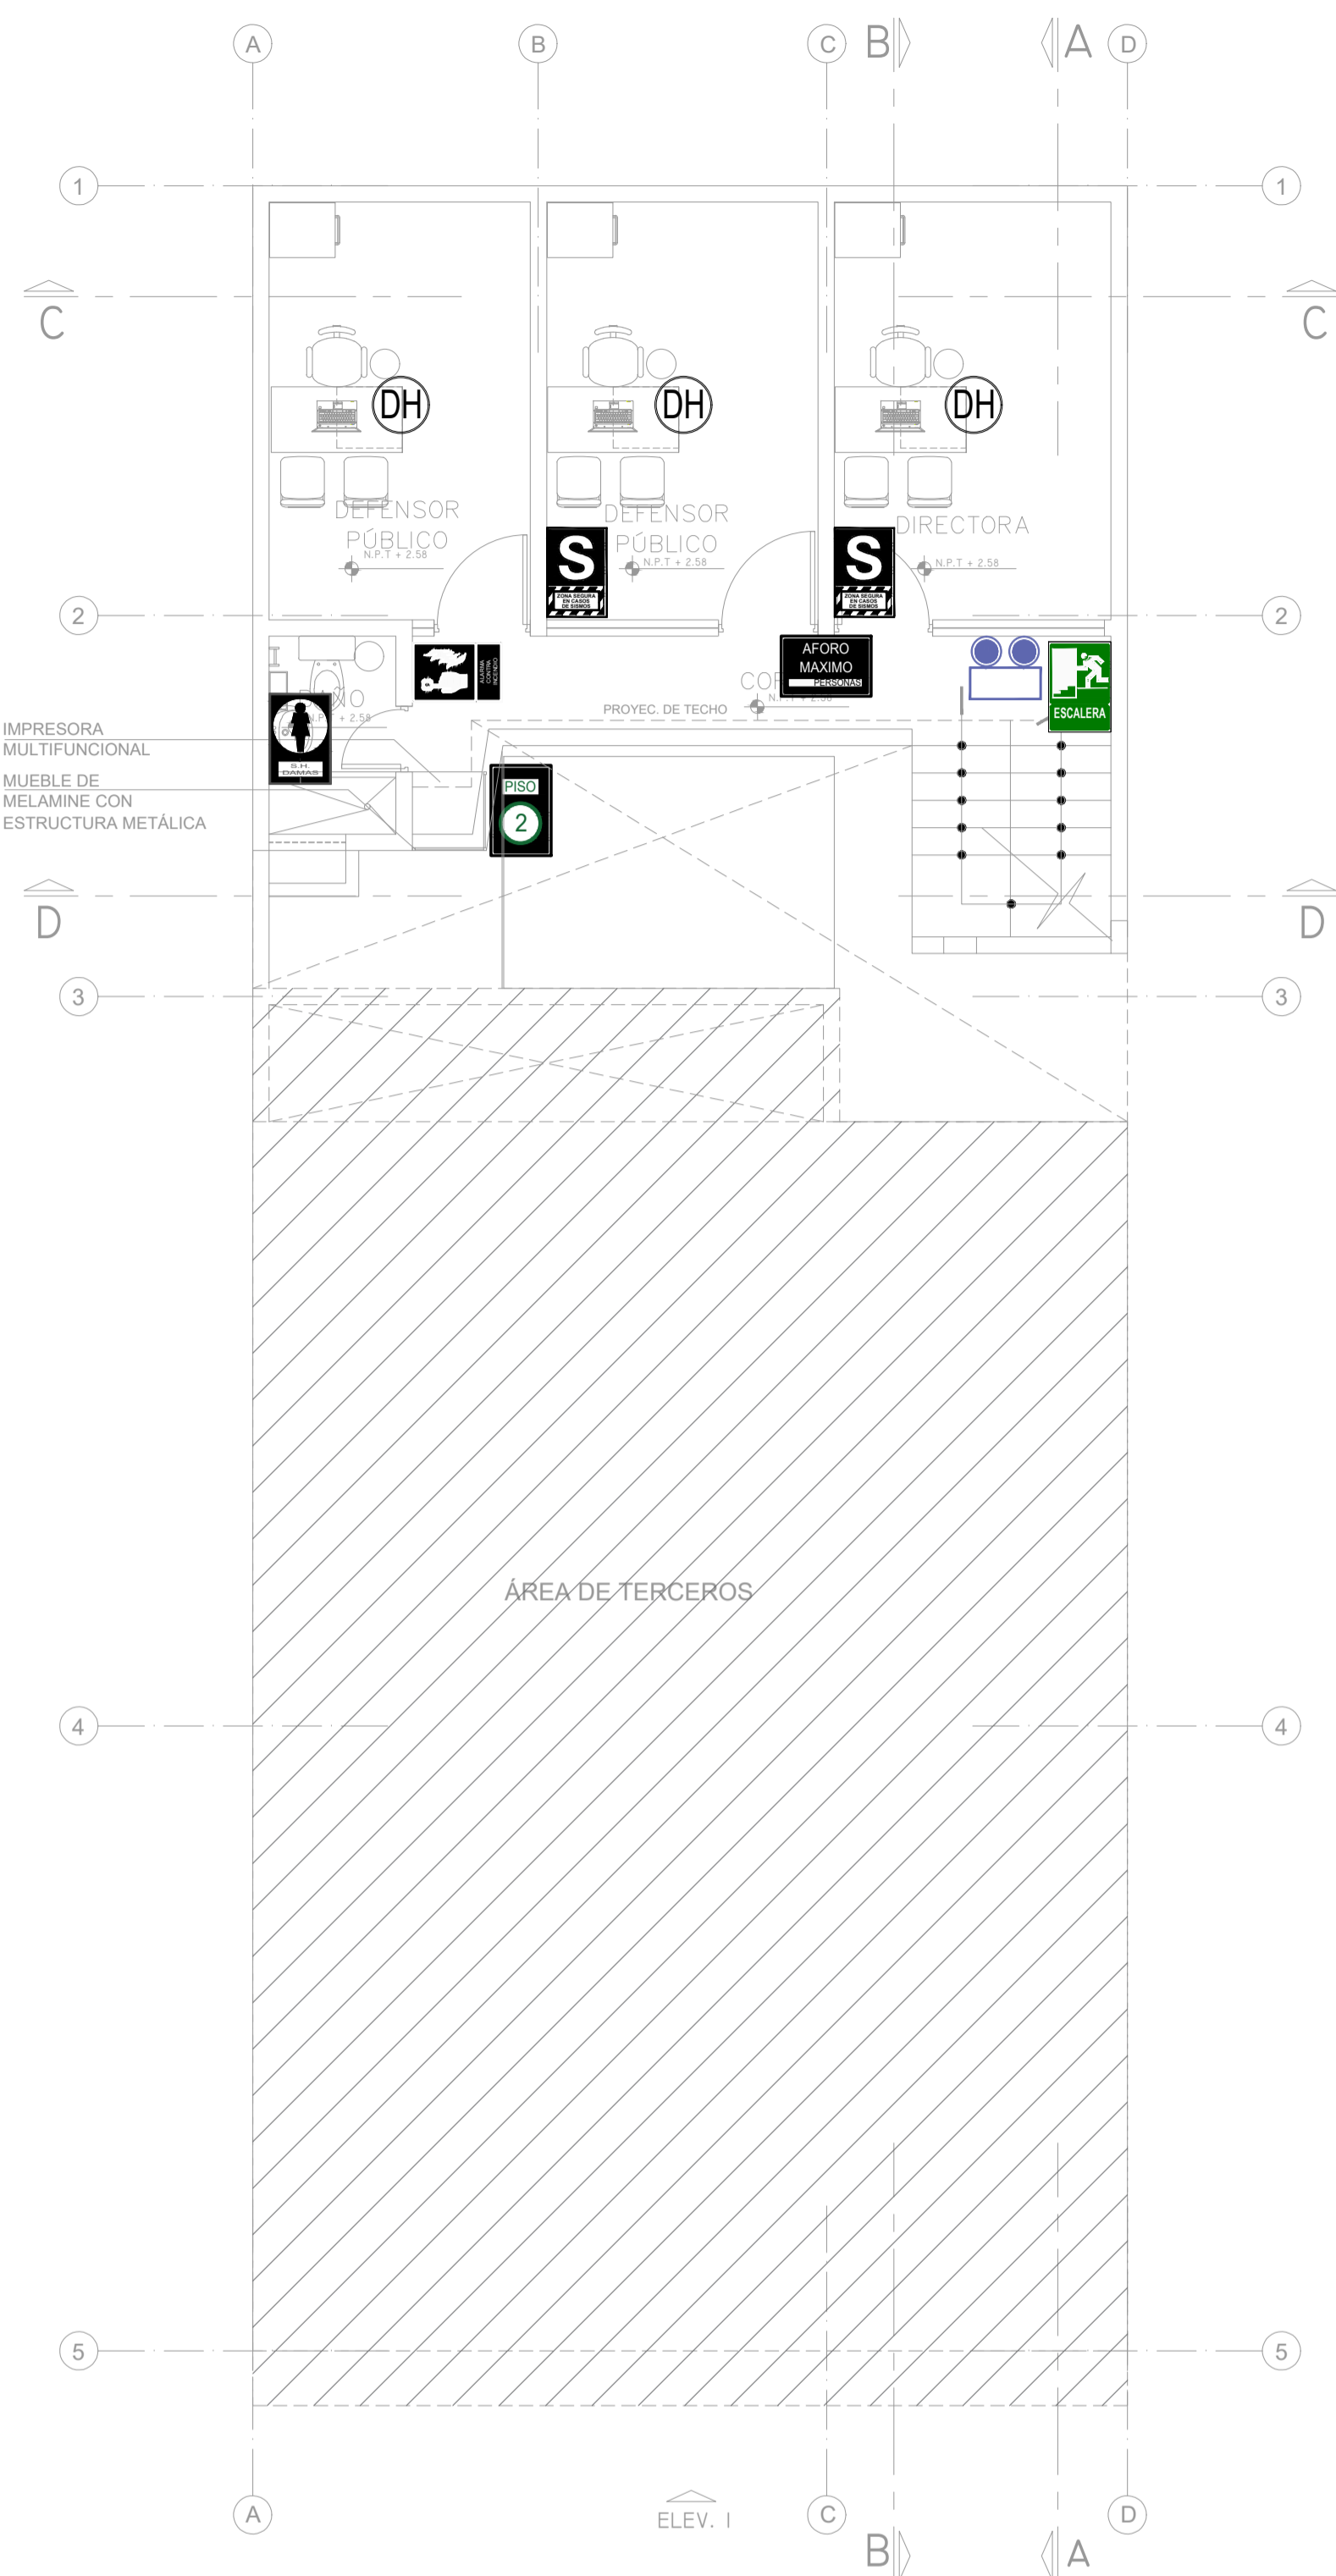 A
B
C
B
A
D
1
1
C
C
DH
DH
DH
DEFENSOR
PÚBLICO
N.P.T + 2.58
DEFENSOR
PÚBLICO
N.P.T + 2.58
DIRECTORA
N.P.T + 2.58
S
ZONA SEGURA
EN CASOS
DE SISMOS
S
ZONA SEGURA
EN CASOS
DE SISMOS
2
2
ALARMA
CONTRA
INCENDIO
AFORO
MAXIMO
PERSONAS
ESCALERA
PROYEC. DE TECHO
S.H.
DAMAS
IMPRESORA
MULTIFUNCIONAL
MUEBLE DE
MELAMINE CON
ESTRUCTURA METÁLICA
PISO
2
D
D
3
3
ÁREA DE TERCEROS
4
4
5
5
A
ELEV. I
C
D
B
A